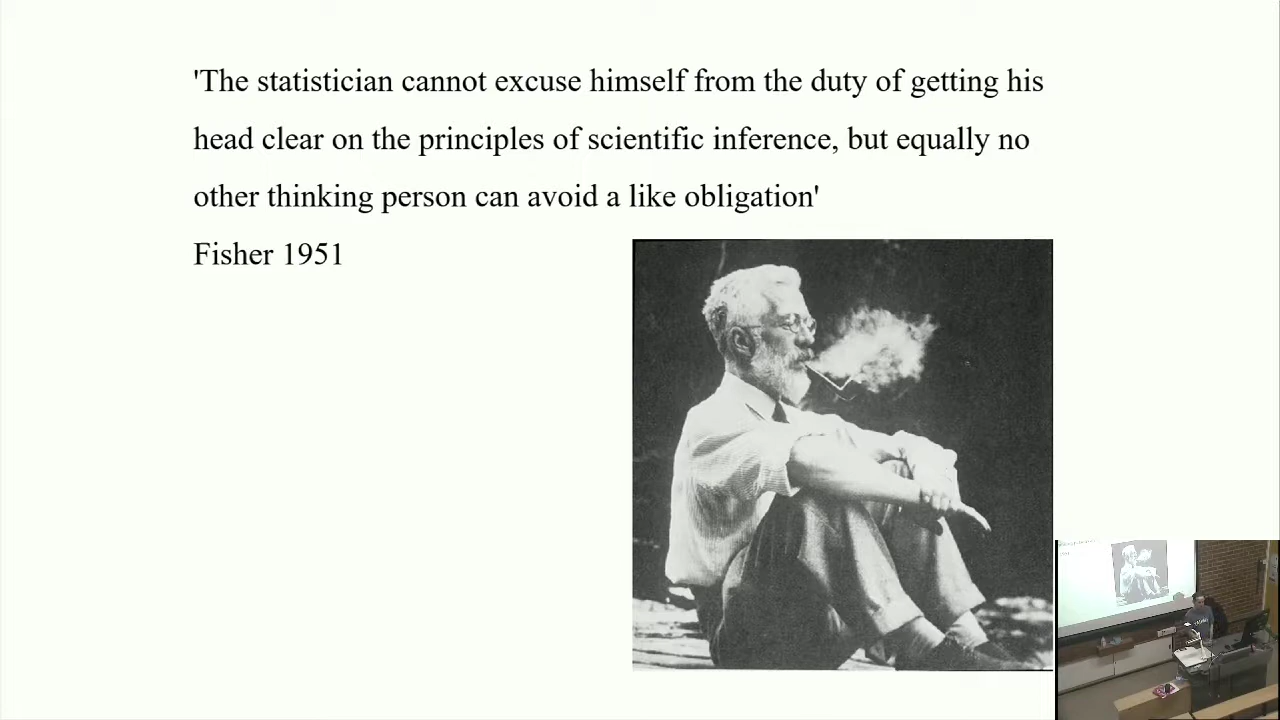 'The statistician cannot excuse himself from the duty of getting his
head clear on the principles of scientific inference, but equally no
other thinking person can avoid a like obligation'
Fisher 1951